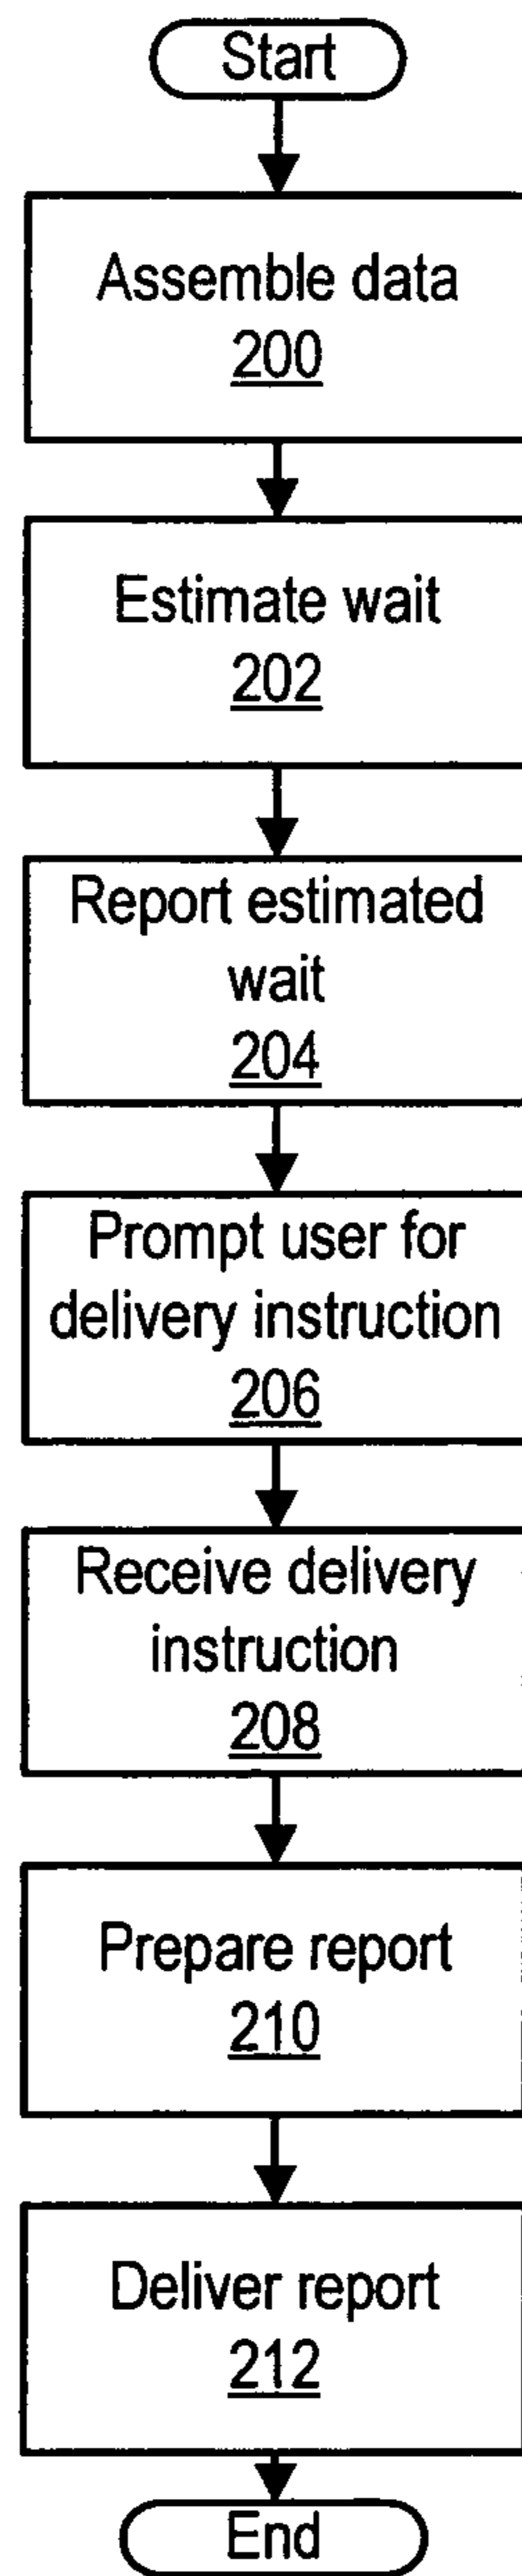 Start
Assemble data
200
Estimate wait
202
Report estimated
wait
204
Prompt user for
delivery instruction
206
Receive delivery
instruction
208
Prepare report
210
Deliver report
212
End